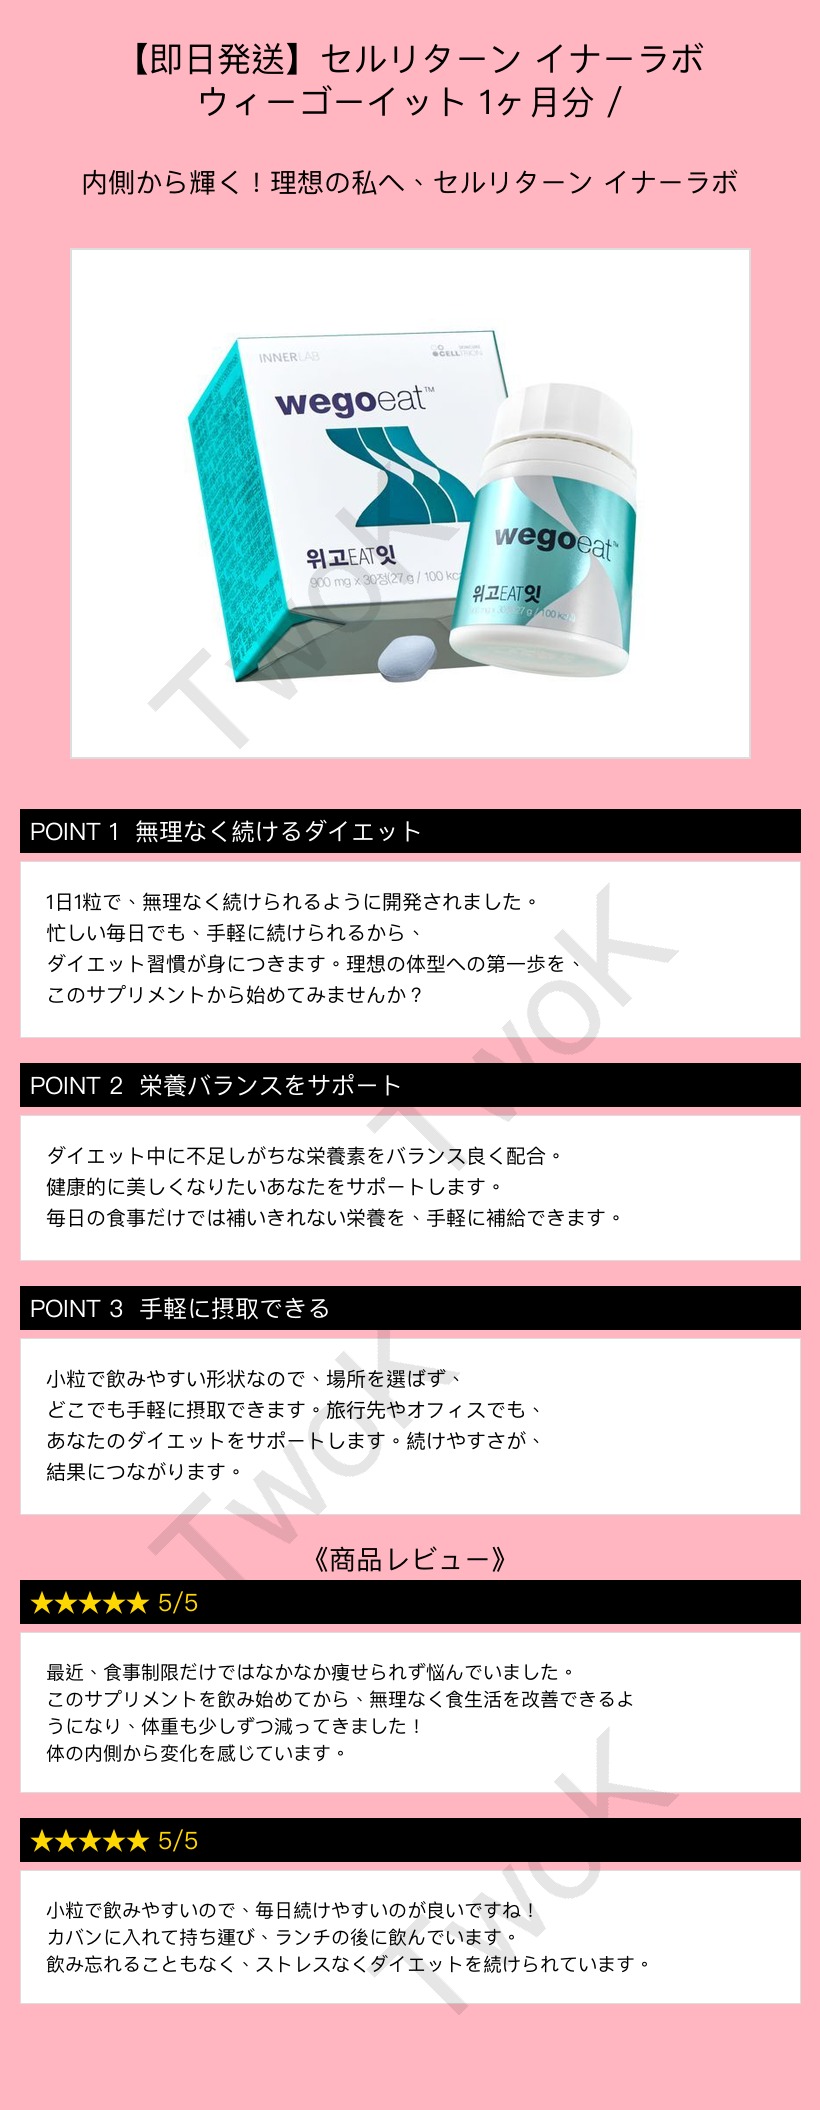 【即日発送】セルリターン イナーラボ
ウィーゴーイット 1ヶ月分 /
内側から輝く！理想の私へ、セルリターン イナーラボ
INNERLAB
CELLRTRON
wegoeat™
위고EAT잇
900 mg x 30정(27 g / 100 kc
wegoeat™
위고EAT잇
TwoK
POINT 1 無理なく続けるダイエット
1日1粒で、無理なく続けられるように開発されました。
忙しい毎日でも、手軽に続けられるから、
ダイエット習慣が身につきます。理想の体型への第一歩を、
このサプリメントから始めてみませんか？
TwoK
POINT 2 栄養バランスをサポート
ダイエット中に不足しがちな栄養素をバランス良く配合。
健康的に美しくなりたいあなたをサポートします。
毎日の食事だけでは補いきれない栄養を、手軽に補給できます。
POINT 3 手軽に摂取できる
小粒で飲みやすい形状なので、場所を選ばず、
どこでも手軽に摂取できます。旅行先やオフィスでも、
あなたのダイエットをサポートします。続けやすさが、
結果につながります。
TwoK
《商品レビュー》
★★★★★ 5/5
最近、食事制限だけではなかなか痩せられず悩んでいました。
このサプリメントを飲み始めてから、無理なく食生活を改善できるよ
うになり、体重も少しずつ減ってきました！
体の内側から変化を感じています。
★★★★★ 5/5
小粒で飲みやすいので、毎日続けやすいのが良いですね！
カバンに入れて持ち運び、ランチの後に飲んでいます。
飲み忘れることもなく、ストレスなくダイエットを続けられています。
TwoK